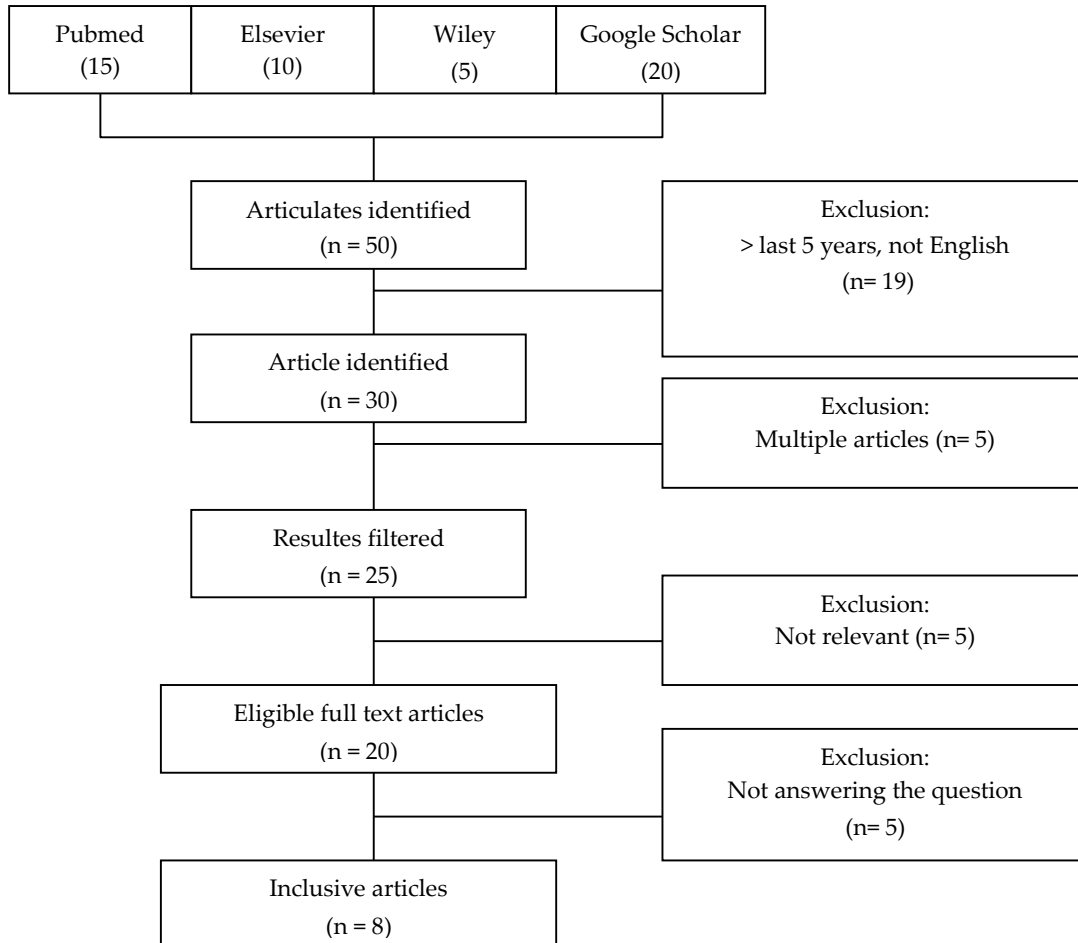 Pubmed
(15)
Elsevier
(10)
Wiley
(5)
Google Scholar
(20)
Articulates identified
(n = 50)
Exclusion:
> last 5 years, not English
(n= 19)
Article identified
(n = 30)
Exclusion:
Multiple articles (n= 5)
Resultes filtered
(n = 25)
Exclusion:
Not relevant (n= 5)
Eligible full text articles
(n = 20)
Exclusion:
Not answering the question
(n= 5)
Inclusive articles
(n = 8)